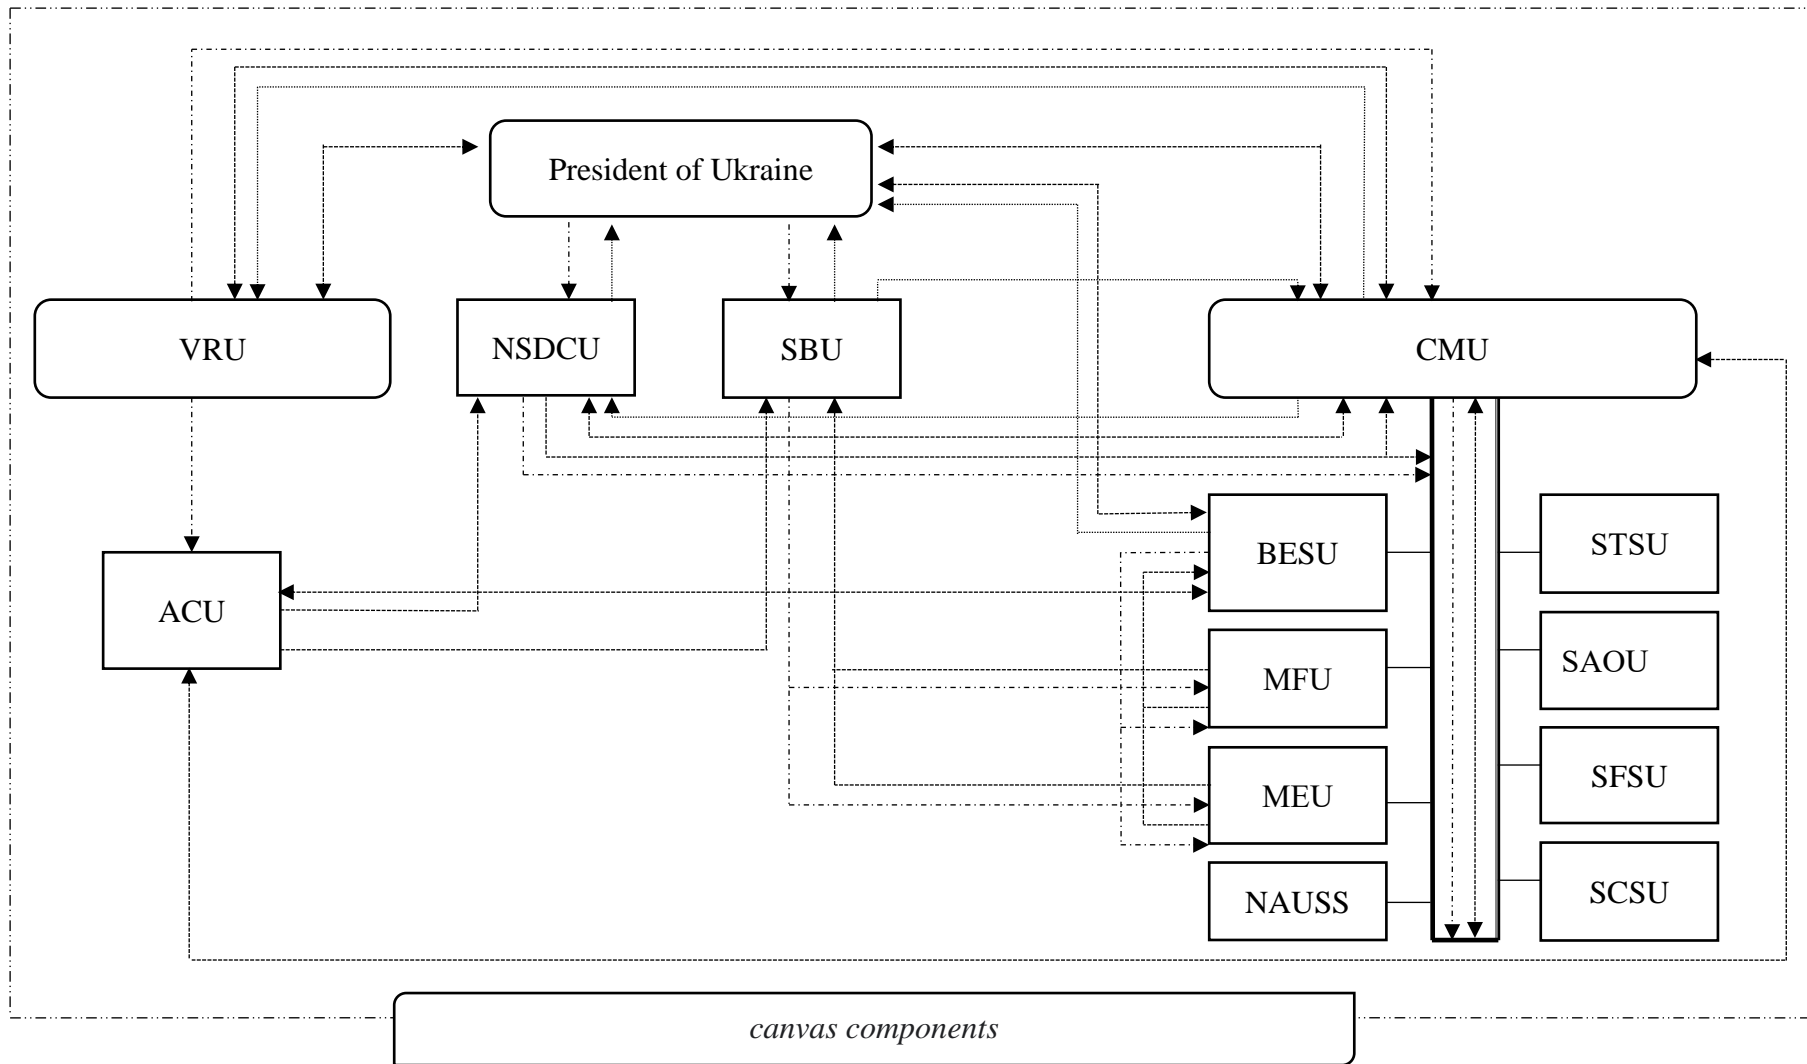 President of Ukraine
VRU
NSDCU
SBU
CMU
BESU
STSU
ACU
SAOU
MFU
SFSU
MEU
SCSU
NAUSS
canvas components